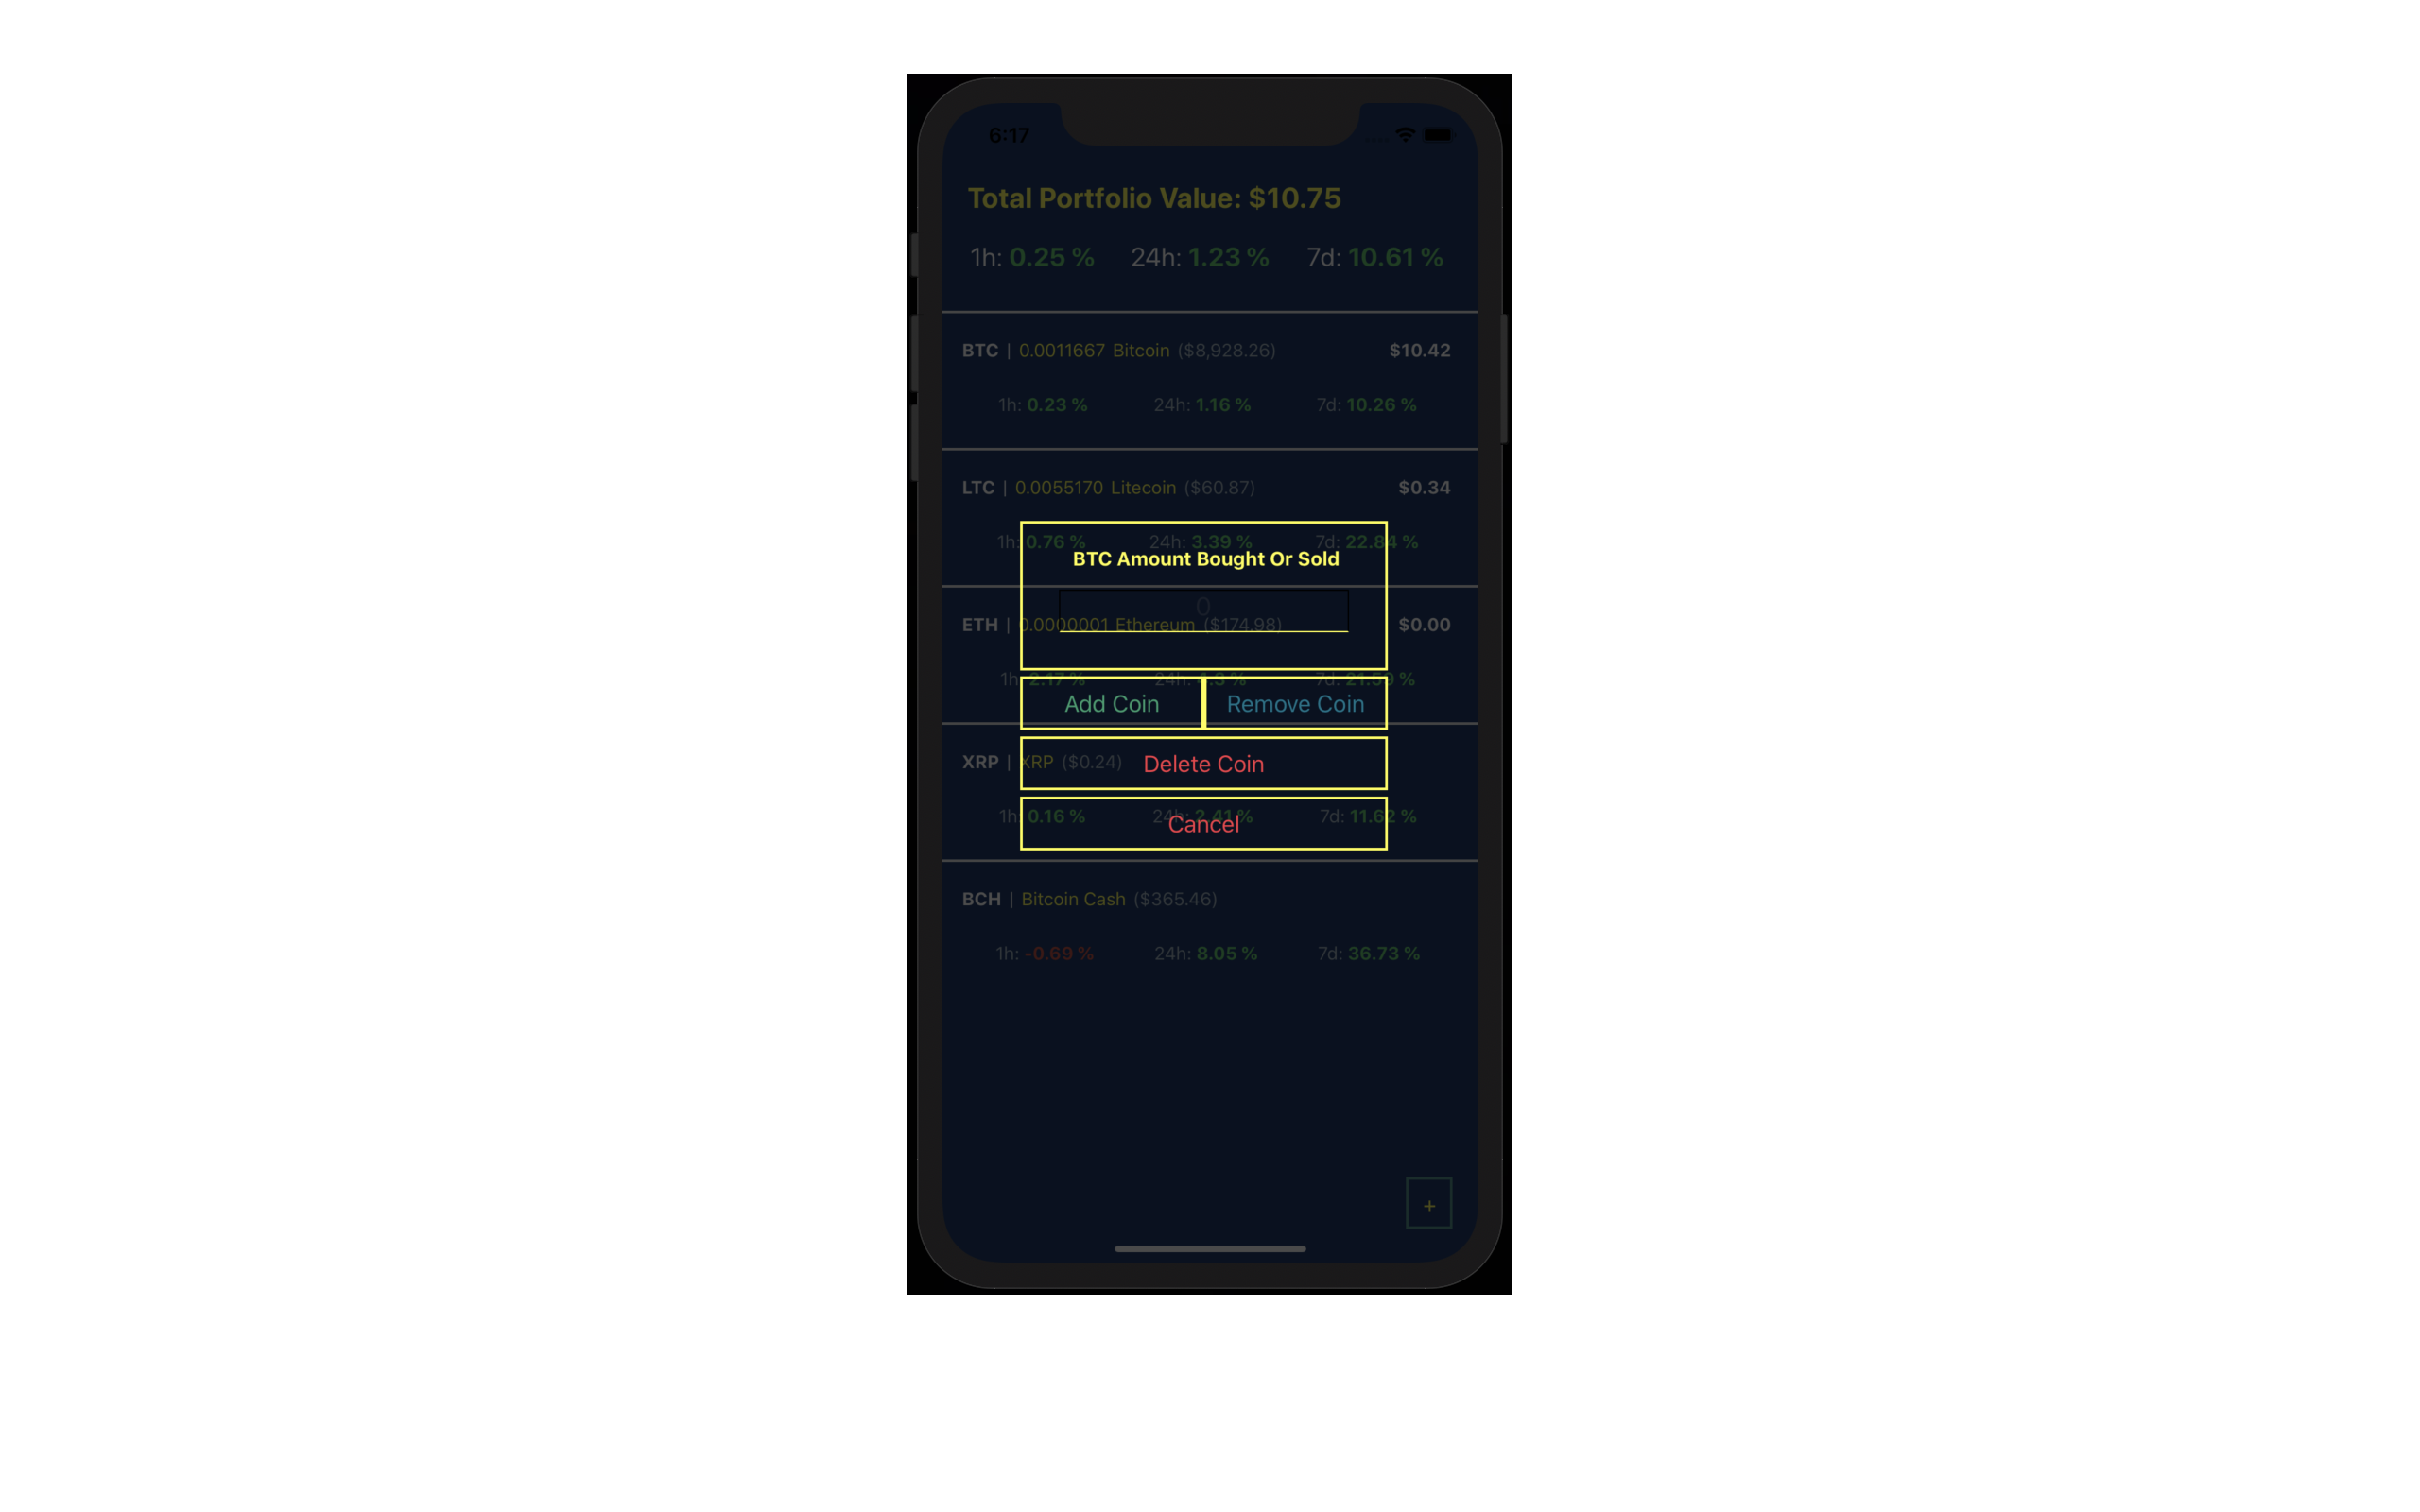 6:17
Total Portfolio Value: $10.75
1h: 0.25 % 24h: 1.23 % 7d: 10.61 %
BTC | 0.0011667 Bitcoin ($8,928.26) $10.42
1h: 0.23 % 24h: 1.16 % 7d: 10.26 %
LTC | 0.0055170 Litecoin ($60.87) $0.34
1h: 0.76 % 24h: 3.39 % 7d: 22.84 %
BTC Amount Bought Or Sold
0
ETH | 0.0000001 Ethereum ($174.98) $0.00
1h: 2.17 % 24h: %  7d: 21.59 %
Add Coin Remove Coin
XRP | XRP ($0.24)
Delete Coin
1h: 0.16 % 24h: 2.41 % 7d: 11.62 %
Cancel
BCH | Bitcoin Cash ($365.46)
1h: -0.69 % 24h: 8.05 % 7d: 36.73 %
+